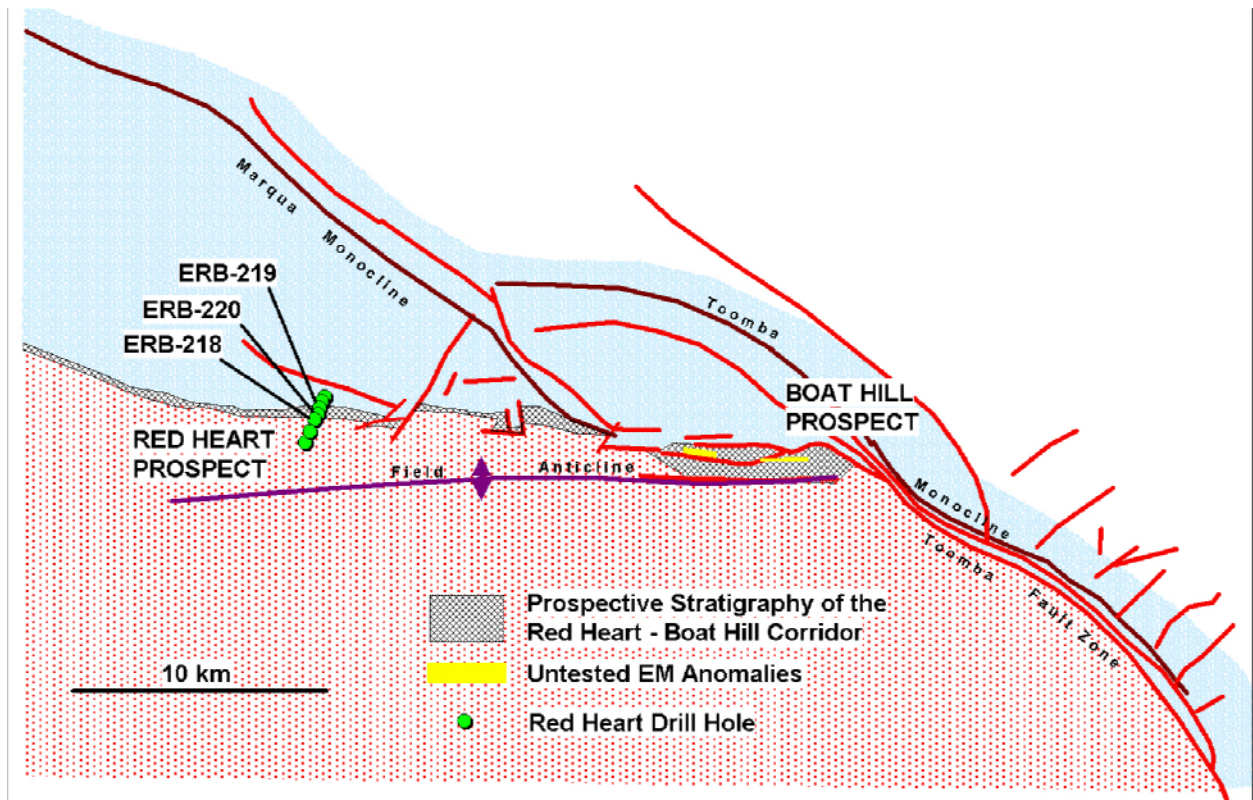 Marqua Monocline
ERB-219
ERB-220
ERB-218
Toomba
BOAT HILL
PROSPECT
RED HEART
PROSPECT
Field Anticline
Monocline
Toomba Fault Zone
Prospective Stratigraphy of the
Red Heart - Boat Hill Corridor
10 km
Untested EM Anomalies
Red Heart Drill Hole